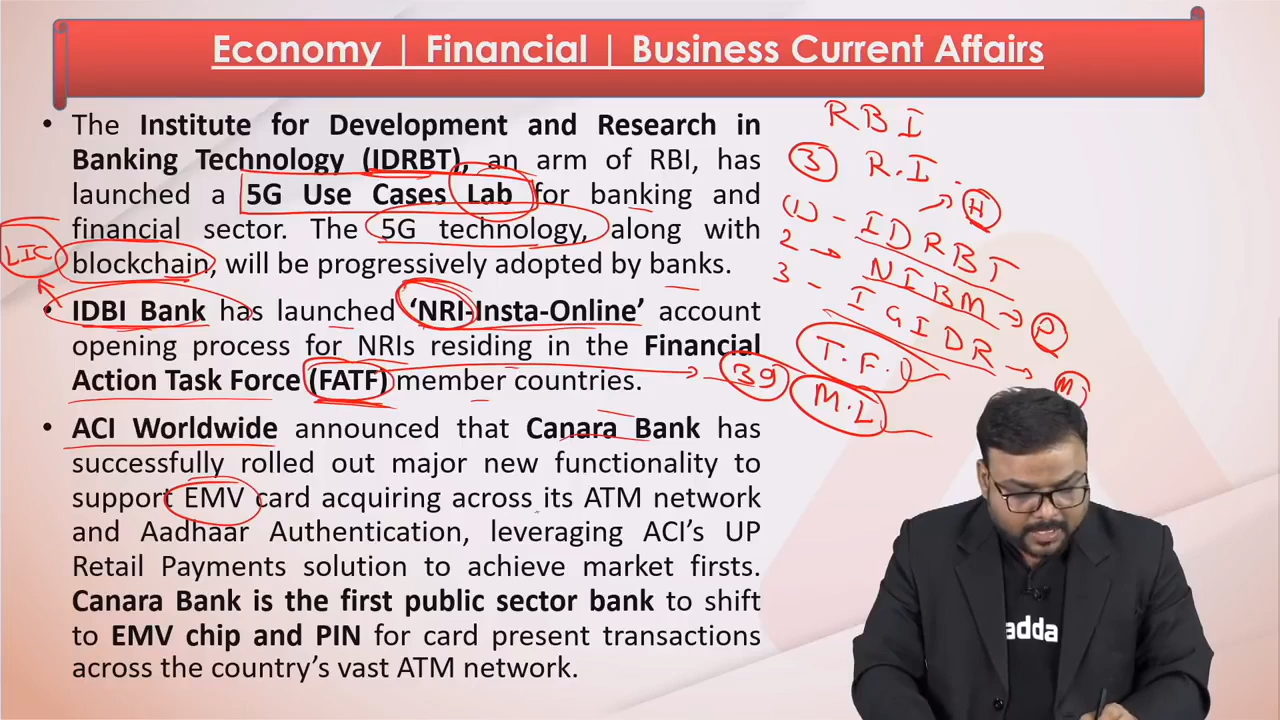 Economy | Financial | Business Current Affairs
• The Institute for Development and Research in
Banking Technology (IDRBT), an arm of RBI, has
launched a 5G Use Cases Lab for banking and
financial sector. The 5G technology, along with
blockchain, will be progressively adopted by banks.
• IDBI Bank has launched ‘NRI-Insta-Online’ account
opening process for NRIs residing in the Financial
Action Task Force (FATF) member countries.
• ACI Worldwide announced that Canara Bank has
successfully rolled out major new functionality to
support EMV card acquiring across its ATM network
and Aadhaar Authentication, leveraging ACI’s UP
Retail Payments solution to achieve market firsts.
Canara Bank is the first public sector bank to shift
to EMV chip and PIN for card present transactions
across the country’s vast ATM network.
LIC
RBI
3 R.I.
(1) - IDRBT H
2 → NIBM → P
3 - IGIDR → M
T.F.
39 M.L
adda